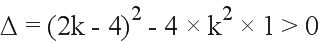 Δ = (2k - 4)² - 4 × k² × 1 > 0